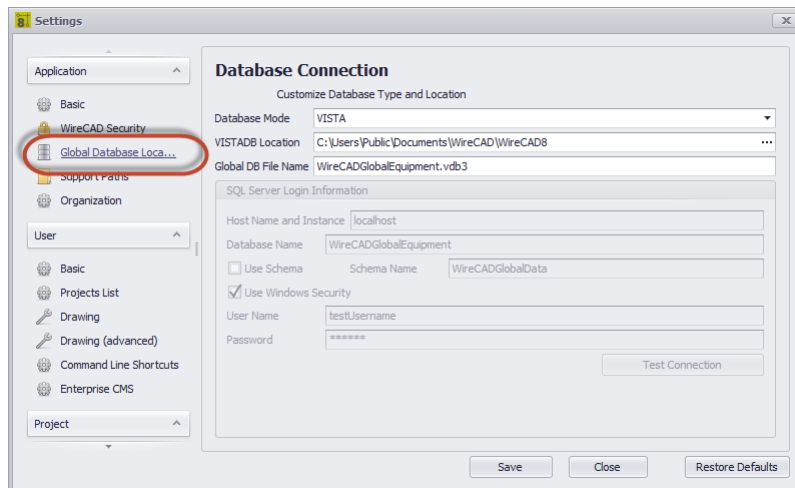 8 Settings
Application
Basic
WireCAD Security
Global Database Loca...
Support Paths
Organization
User
Basic
Projects List
Drawing
Drawing (advanced)
Command Line Shortcuts
Enterprise CMS
Project
Database Connection
Customize Database Type and Location
Database Mode VISTA
VISTADB Location C:\Users\Public\Documents\WireCAD\WireCAD8 ...
Global DB File Name WireCADGlobalEquipment.vdb3
SQL Server Login Information
Host Name and Instance localhost
Database Name WireCADGlobalEquipment
Use Schema Schema Name WireCADGlobalData
Use Windows Security
User Name testUsername
Password ******
Test Connection
Save Close Restore Defaults